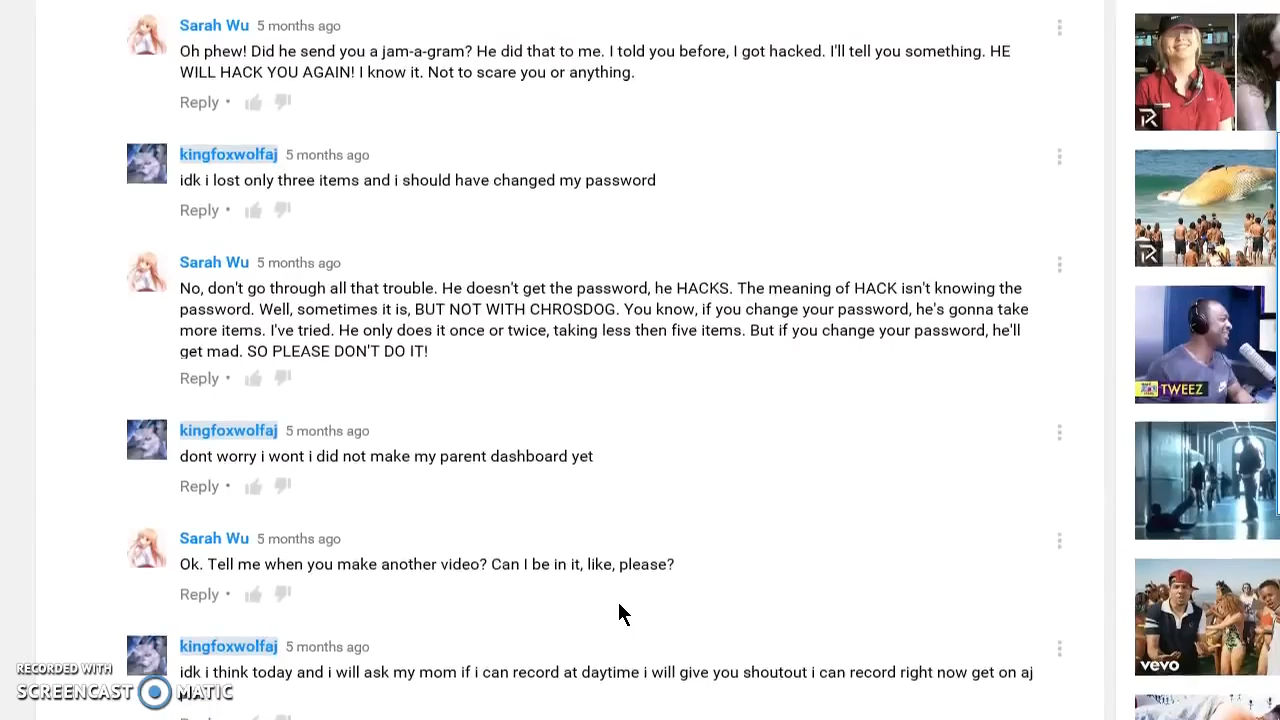 Sarah Wu 5 months ago
Oh phew! Did he send you a jam-a-gram? He did that to me. I told you before, I got hacked. I'll tell you something. HE
WILL HACK YOU AGAIN! I know it. Not to scare you or anything.
Reply •
kingfoxwolfaj 5 months ago
idk i lost only three items and i should have changed my password
Reply •
Sarah Wu 5 months ago
No, don't go through all that trouble. He doesn't get the password, he HACKS. The meaning of HACK isn't knowing the
password. Well, sometimes it is, BUT NOT WITH CHROSDOG. You know, if you change your password, he's gonna take
more items. I've tried. He only does it once or twice, taking less then five items. But if you change your password, he'll
get mad. SO PLEASE DON'T DO IT!
Reply •
kingfoxwolfaj 5 months ago
dont worry i wont i did not make my parent dashboard yet
Reply •
Sarah Wu 5 months ago
Ok. Tell me when you make another video? Can I be in it, like, please?
Reply •
kingfoxwolfaj 5 months ago
idk i think today and i will ask my mom if i can record at daytime i will give you shoutout i can record right now get on aj
RECORDED WITH
SCREENCAST MATIC
R
R
TWEEZ
vevo